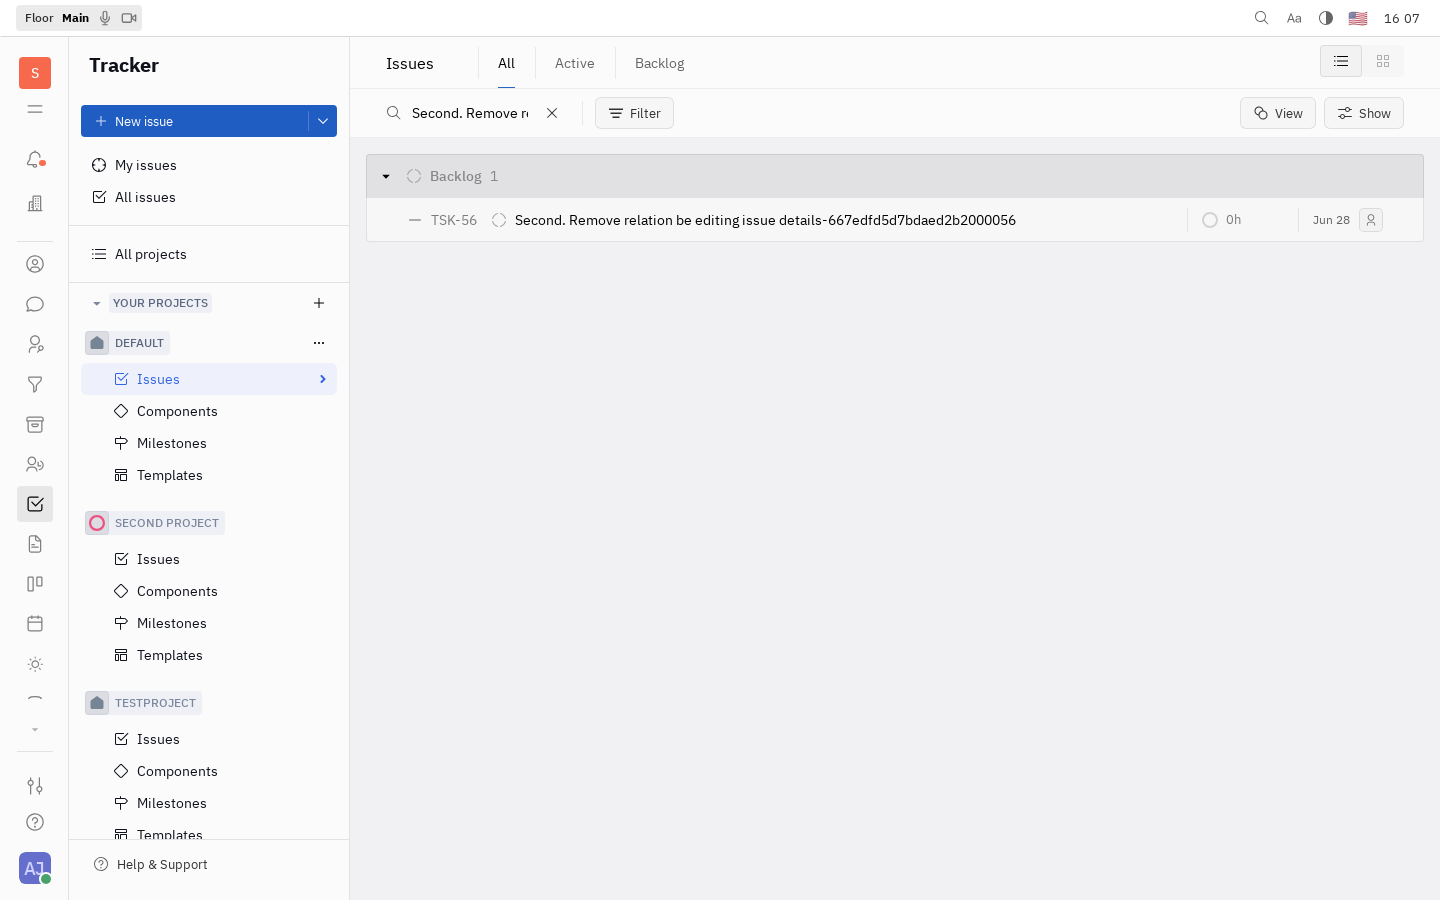 Floor Main
Aa
16 07
S
Tracker
New issue
My issues
All issues
All projects
YOUR PROJECTS
DEFAULT
Issues
Components
Milestones
Templates
SECOND PROJECT
Issues
Components
Milestones
Templates
TESTPROJECT
Issues
Components
Milestones
Templates
Help & Support
AJ
Issues
All
Active
Backlog
Second. Remove re
Filter
View
Show
Backlog 1
TSK-56 Second. Remove relation be editing issue details-667edfd5d7bdaed2b2000056 0h Jun 28